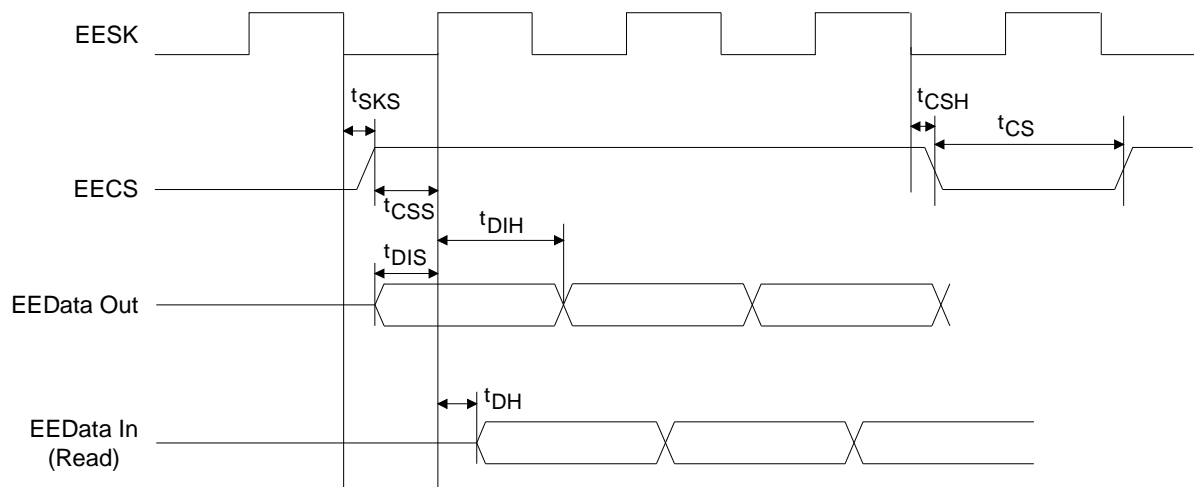 EESK
tSKS
tCSH
tCS
EECS
tCSS
tDIH
tDIS
EEData Out
tDH
EEData In
(Read)